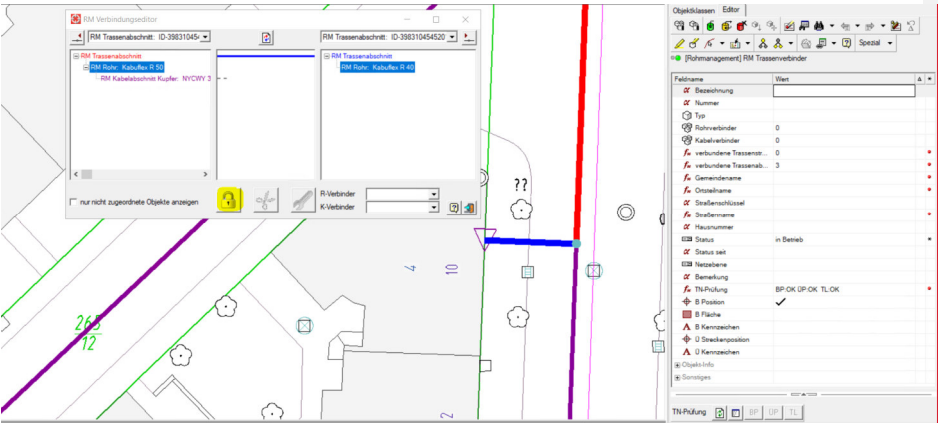 RM Verbindungseditor
RM Trassenabschnitt: ID-39831045
RM Trassenabschnitt: ID-398310454520
RM Trassenabschnitt
RM Rohr: Kabuflex R 50
RM Kabelabschnitt Kupfer: NYCWY 3
RM Trassenabschnitt
RM Rohr: Kabuflex R 40
nur nicht zugeordnete Objekte anzeigen
R-Verbinder
K-Verbinder
??
4
10
265
12
2
Objektklassen Editor
Spezial
[Rohrmanagement] RM Trassenverbinder
Feldname Wert
Bezeichnung
Nummer
Typ
Rohrverbinder 0
Kabelverbinder 0
verbundene Trassenstr... 0
verbundene Trassenab... 3
Gemeindename
Ortsteilname
Straßenschlüssel
Straßenname
Hausnummer
Status in Betrieb
Status seit
Netzebene
Bemerkung
TN-Prüfung BP:OK ÜP:OK TL:OK
B Position
B Fläche
B Kennzeichen
Ü Streckenposition
Ü Kennzeichen
Objekt-Info
Sonstiges
TN-Prüfung BP ÜP TL